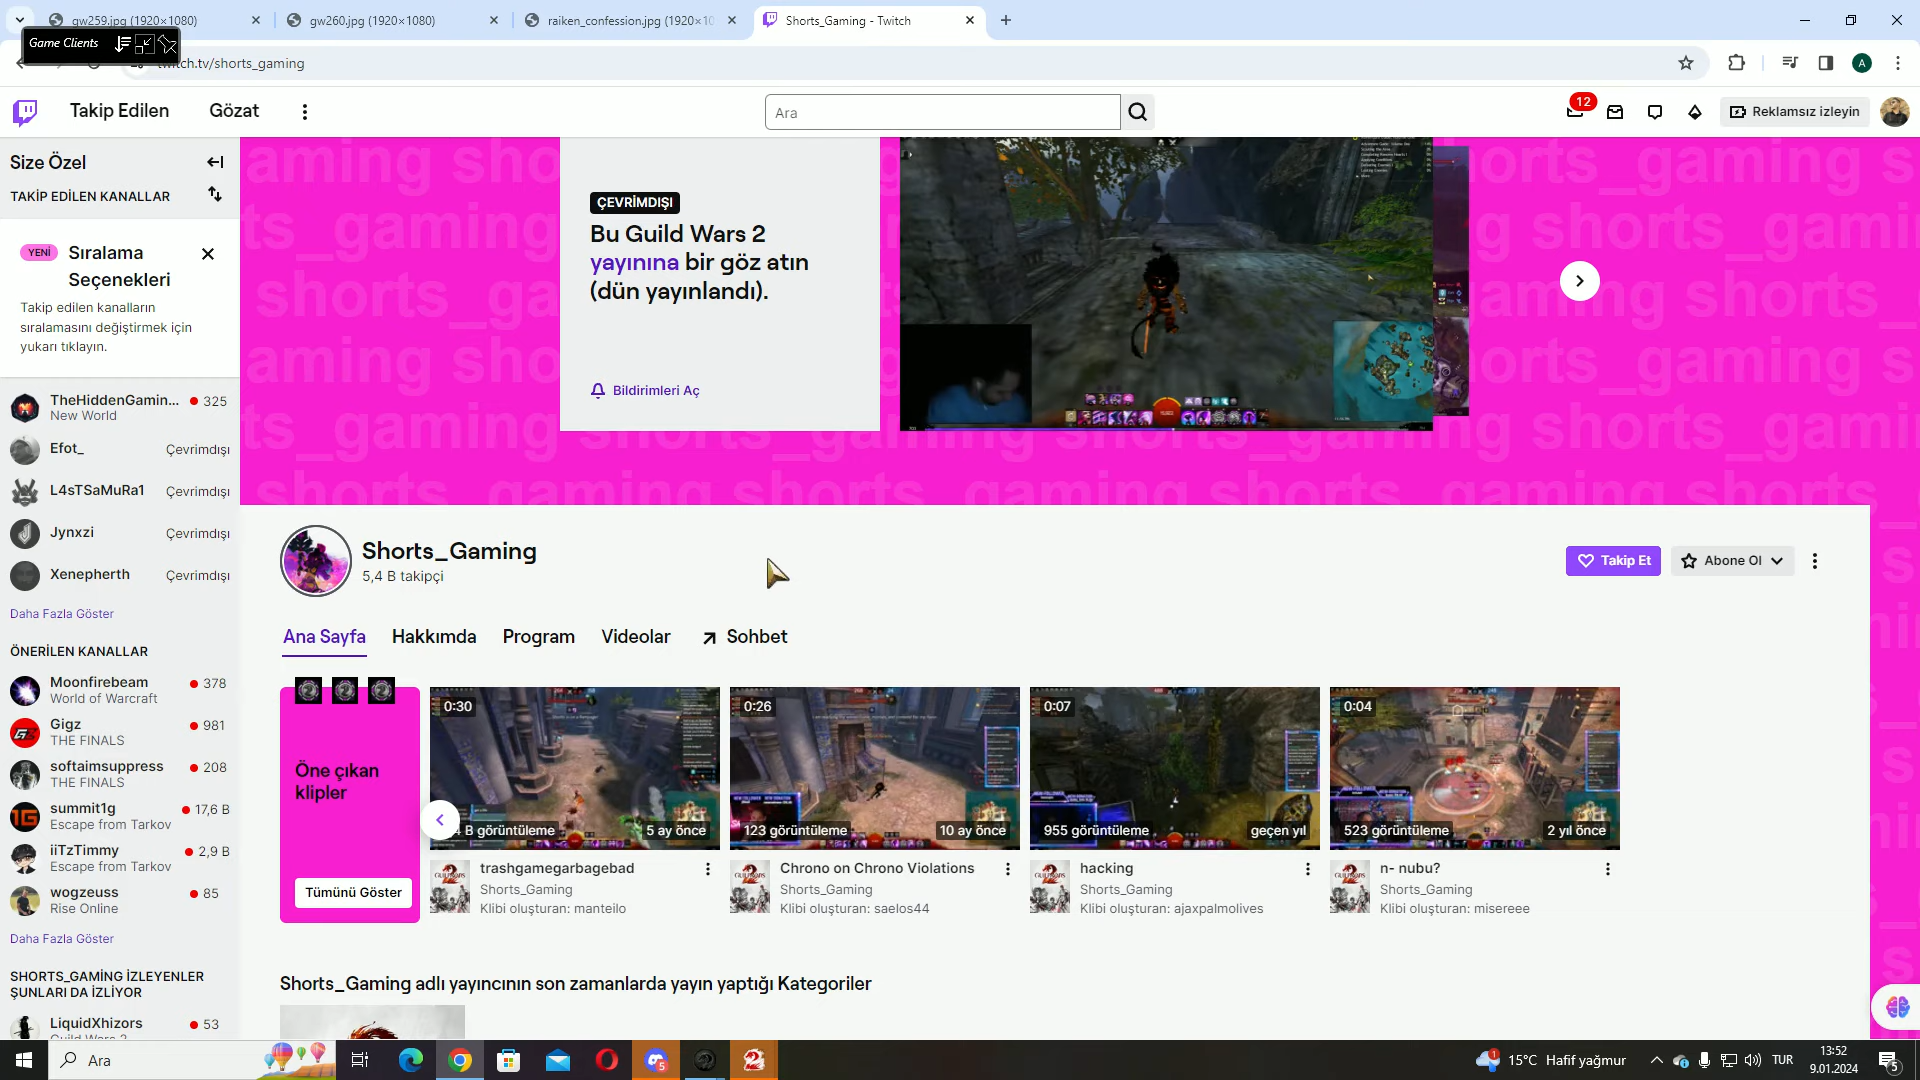 gw259.jpg (1920×1080)
gw260.jpg (1920×1080)
raiken_confession.jpg (1920×10
Shorts_Gaming - Twitch
Game Clients
twitch.tv/shorts_gaming
Takip Edilen
Gözat
Ara
12
Reklamsız izleyin
A
Size Özel
TAKİP EDİLEN KANALLAR
YENİ
Sıralama
Seçenekleri
Takip edilen kanalların
sıralamasını değiştirmek için
yukarı tıklayın.
TheHiddenGamin...
325
New World
Efot_
Çevrimdışı
L4sTSaMuRa1
Çevrimdışı
Jynxzi
Çevrimdışı
Xenepherth
Çevrimdışı
Daha Fazla Göster
ÖNERİLEN KANALLAR
Moonfirebeam
378
World of Warcraft
Gigz
981
THE FINALS
softaimsuppress
208
THE FINALS
summit1g
17,6 B
Escape from Tarkov
iiTzTimmy
2,9 B
Escape from Tarkov
wogzeuss
85
Rise Online
Daha Fazla Göster
SHORTS_GAMİNG İZLEYENLER
ŞUNLARI DA İZLİYOR
LiquidXhizors
53
Guild Wars 2
ÇEVRİMDIŞI
Bu Guild Wars 2
yayınına bir göz atın
(dün yayınlandı).
Bildirimleri Aç
Shorts_Gaming
5,4 B takipçi
Takip Et
Abone Ol
Ana Sayfa
Hakkımda
Program
Videolar
Sohbet
Öne çıkan
klipler
Tümünü Göster
0:30
B görüntüleme
5 ay önce
trashgamegarbagebad
Shorts_Gaming
Klibi oluşturan: manteilo
0:26
123 görüntüleme
10 ay önce
Chrono on Chrono Violations
Shorts_Gaming
Klibi oluşturan: saelos44
0:07
955 görüntüleme
geçen yıl
hacking
Shorts_Gaming
Klibi oluşturan: ajaxpalmolives
0:04
523 görüntüleme
2 yıl önce
n- nubu?
Shorts_Gaming
Klibi oluşturan: misereee
Shorts_Gaming adlı yayıncının son zamanlarda yayın yaptığı Kategoriler
Ara
5
1
15°C Hafif yağmur
TUR
13:52
9.01.2024
5